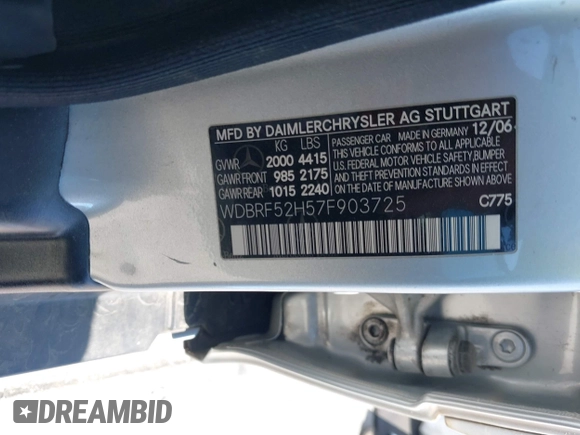 MFD BY DAIMLERCHRYSLER AG STUTTGART
KG LBS PASSENGER CAR MADE IN GERMANY 12/06
GVWR 2000 4415 THIS VEHICLE CONFORMS TO ALL APPLICABLE
GAWR FRONT 985 2175 U.S. FEDERAL MOTOR VEHICLE SAFETY, BUMPER
GAWR REAR 1015 2240 AND THEFT PREVENTION STANDARDS IN
EFFECT ON THE DATE OF MANUFACTURE SHOWN ABOVE.
WDBRF52H57F903725 C775
DREAMBID